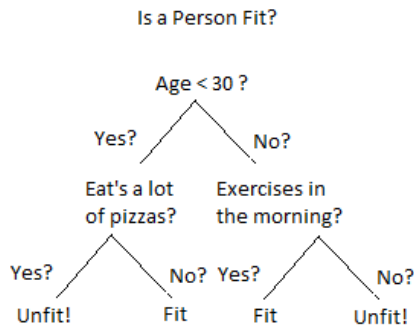 Is a Person Fit?
Age < 30 ?
Yes?
No?
Eat's a lot
of pizzas?
Exercises in
the morning?
Yes?
No?
Yes?
No?
Unfit!
Fit
Fit
Unfit!